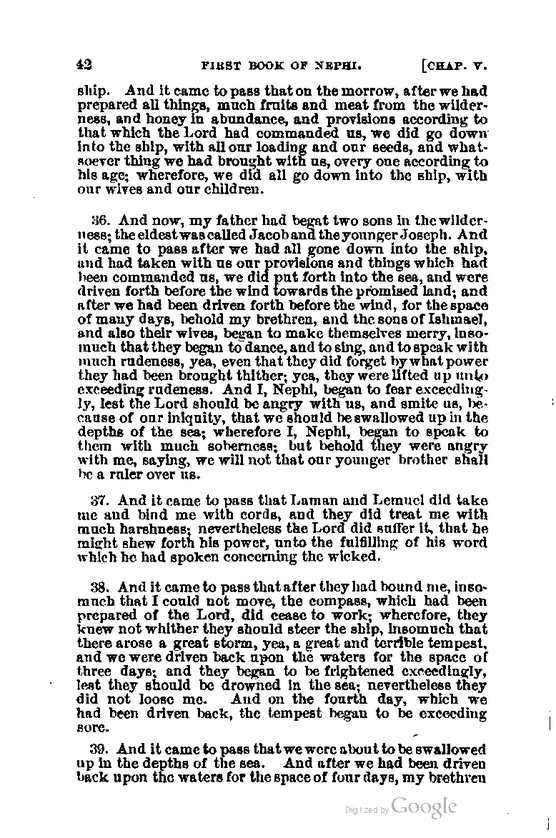 42 FIRST BOOK OF NEPHI. [CHAP. V.
ship. And it came to pass that on the morrow, after we had
prepared all things, much fruits and meat from the wilder-
ness, and honey in abundance, and provisions according to
that which the Lord had commanded us, we did go down
into the ship, with all our loading and our seeds, and what-
soever thing we had brought with us, every one according to
his age; wherefore, we did all go down into the ship, with
our wives and our children.
36. And now, my father had begat two sons in the wilder-
ness; the eldest was called Jacob and the younger Joseph. And
it came to pass after we had all gone down into the ship,
and had taken with us our provisions and things which had
been commanded us, we did put forth into the sea, and were
driven forth before the wind towards the promised land; and
after we had been driven forth before the wind, for the space
of many days, behold my brethren, and the sons of Ishmael,
and also their wives, began to make themselves merry, inso-
much that they began to dance, and to sing, and to speak with
much rudeness, yea, even that they did forget by what power
they had been brought thither; yea, they were lifted up unto
exceeding rudeness. And I, Nephi, began to fear exceeding-
ly, lest the Lord should be angry with us, and smite us, be-
cause of our iniquity, that we should be swallowed up in the
depths of the sea; wherefore I, Nephi, began to speak to
them with much soberness; but behold they were angry
with me, saying, we will not that our younger brother shall
be a ruler over us.
37. And it came to pass that Laman and Lemuel did take
me and bind me with cords, and they did treat me with
much harshness; nevertheless the Lord did suffer it, that he
might shew forth his power, unto the fulfilling of his word
which he had spoken concerning the wicked.
38. And it came to pass that after they had bound me, inso-
much that I could not move, the compass, which had been
prepared of the Lord, did cease to work; wherefore, they
knew not whither they should steer the ship, insomuch that
there arose a great storm, yea, a great and terrible tempest,
and we were driven back upon the waters for the space of
three days; and they began to be frightened exceedingly,
lest they should be drowned in the sea; nevertheless they
did not loose me. And on the fourth day, which we
had been driven back, the tempest began to be exceeding
sore.
39. And it came to pass that we were about to be swallowed
up in the depths of the sea. And after we had been driven
back upon the waters for the space of four days, my brethren
Digitized by Google